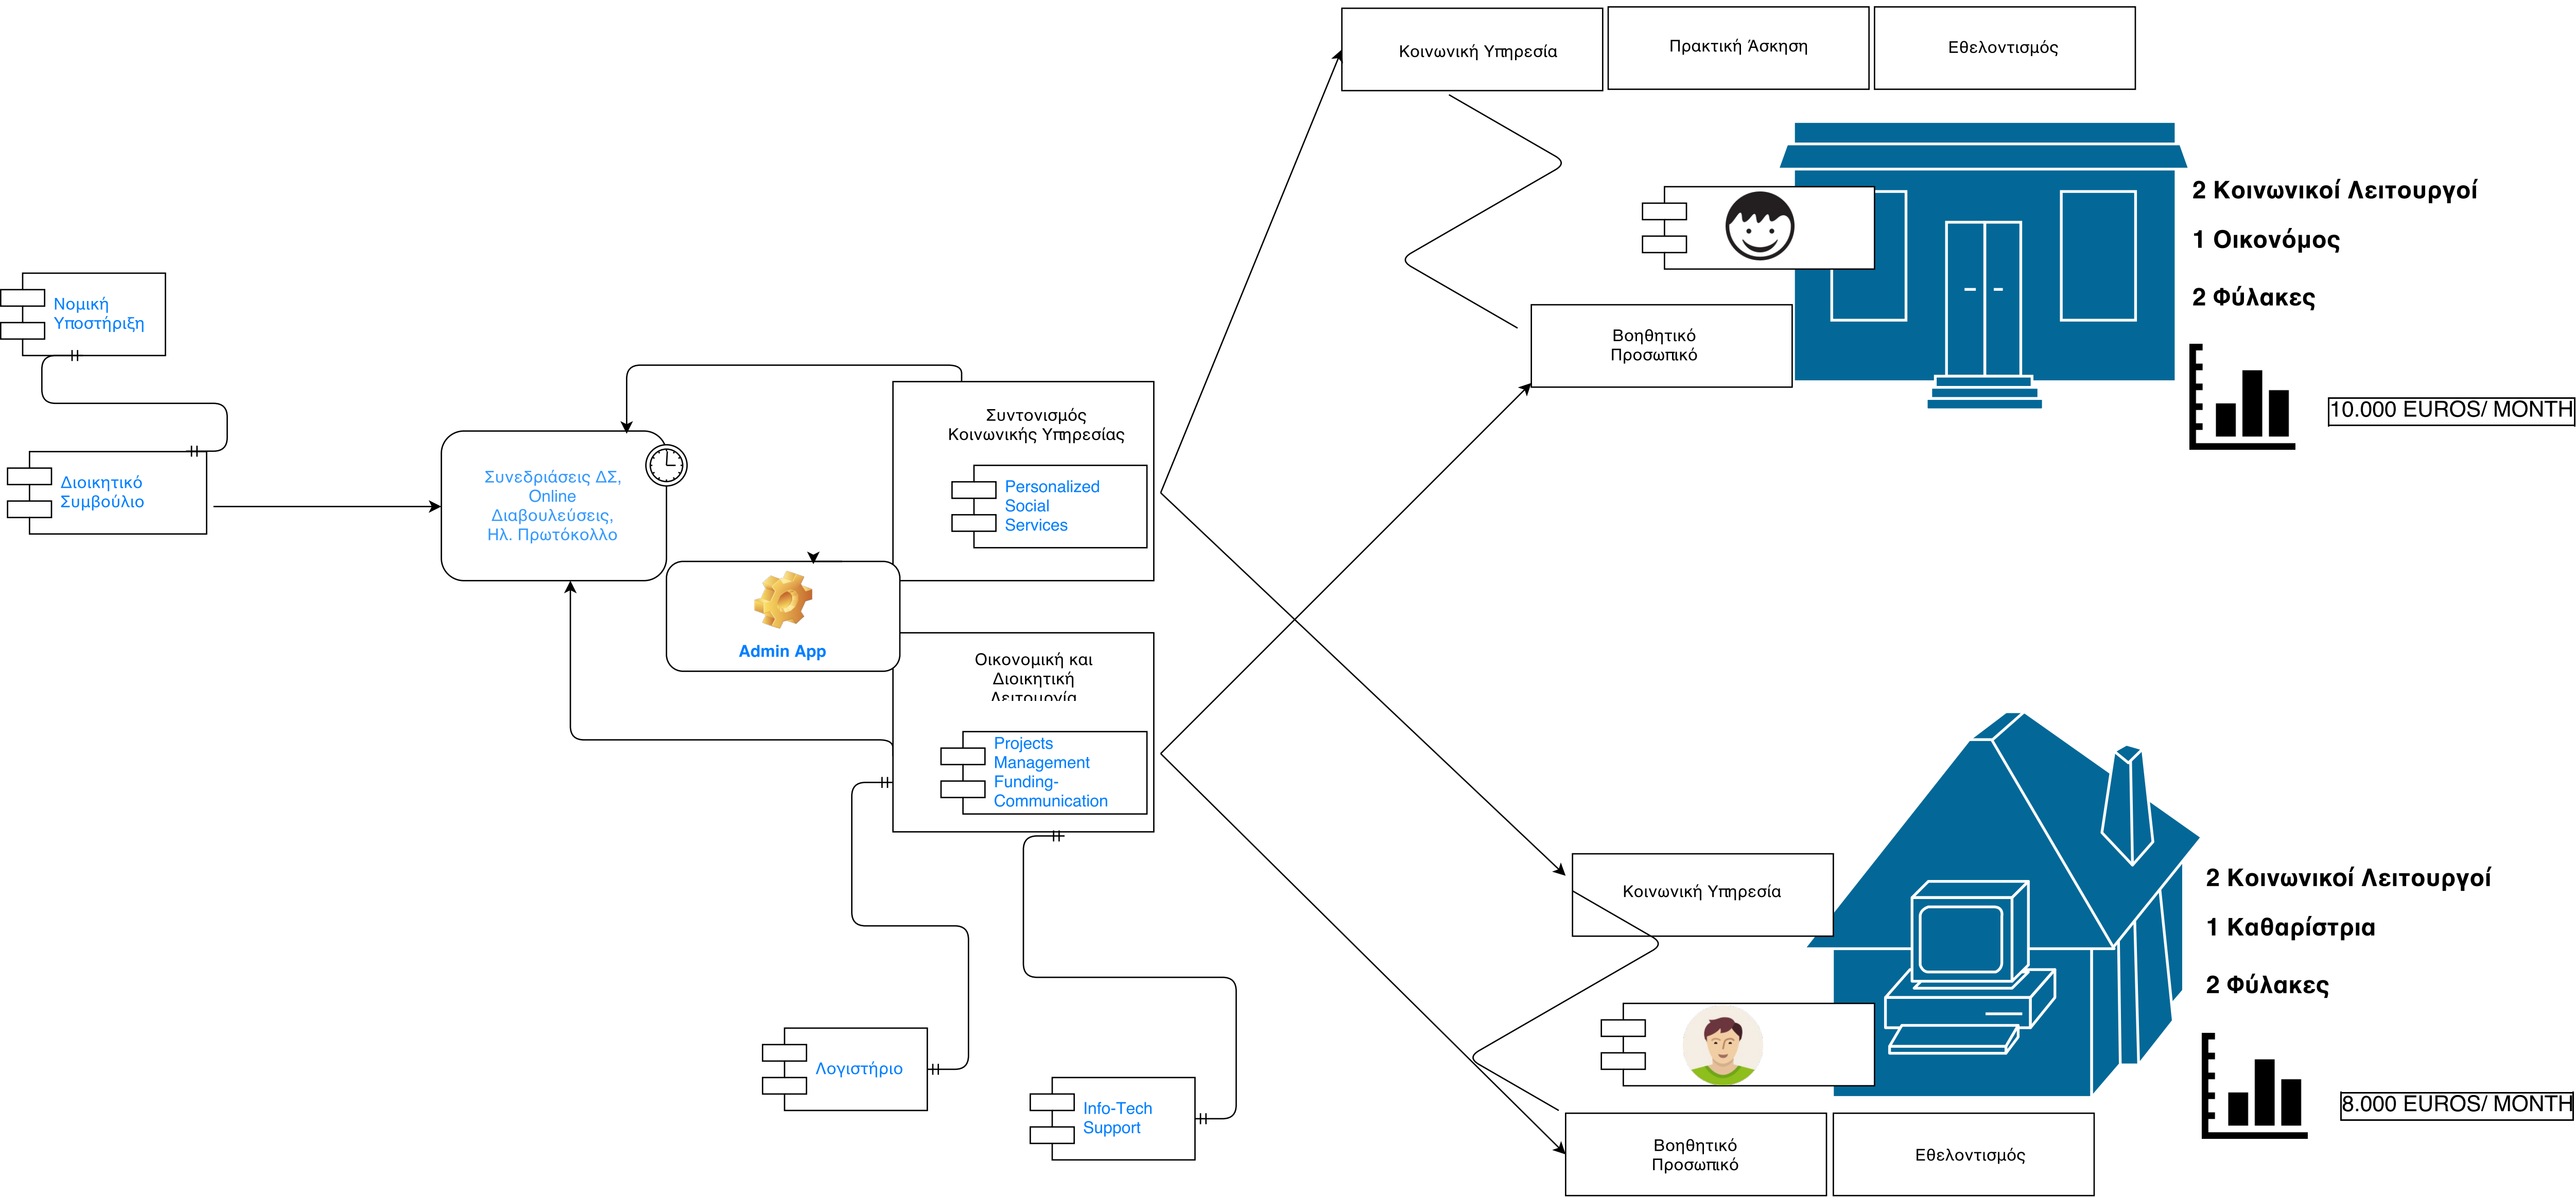 Κοινωνική Υπηρεσία
Πρακτική Άσκηση
Εθελοντισμός
2 Κοινωνικοί Λειτουργοί
1 Οικονόμος
2 Φύλακες
Βοηθητικό
Προσωπικό
10.000 EUROS/ MONTH
Νομική
Υποστήριξη
Διοικητικό
Συμβούλιο
Συνεδριάσεις ΔΣ,
Online
Διαβουλεύσεις,
Ηλ. Πρωτόκολλο
Συντονισμός
Κοινωνικής Υπηρεσίας
Personalized
Social
Services
Admin App
Οικονομική και
Διοικητική
Λειτουργία
Projects
Management
Funding-
Communication
Λογιστήριο
Info-Tech
Support
Κοινωνική Υπηρεσία
2 Κοινωνικοί Λειτουργοί
1 Καθαρίστρια
2 Φύλακες
8.000 EUROS/ MONTH
Βοηθητικό
Προσωπικό
Εθελοντισμός